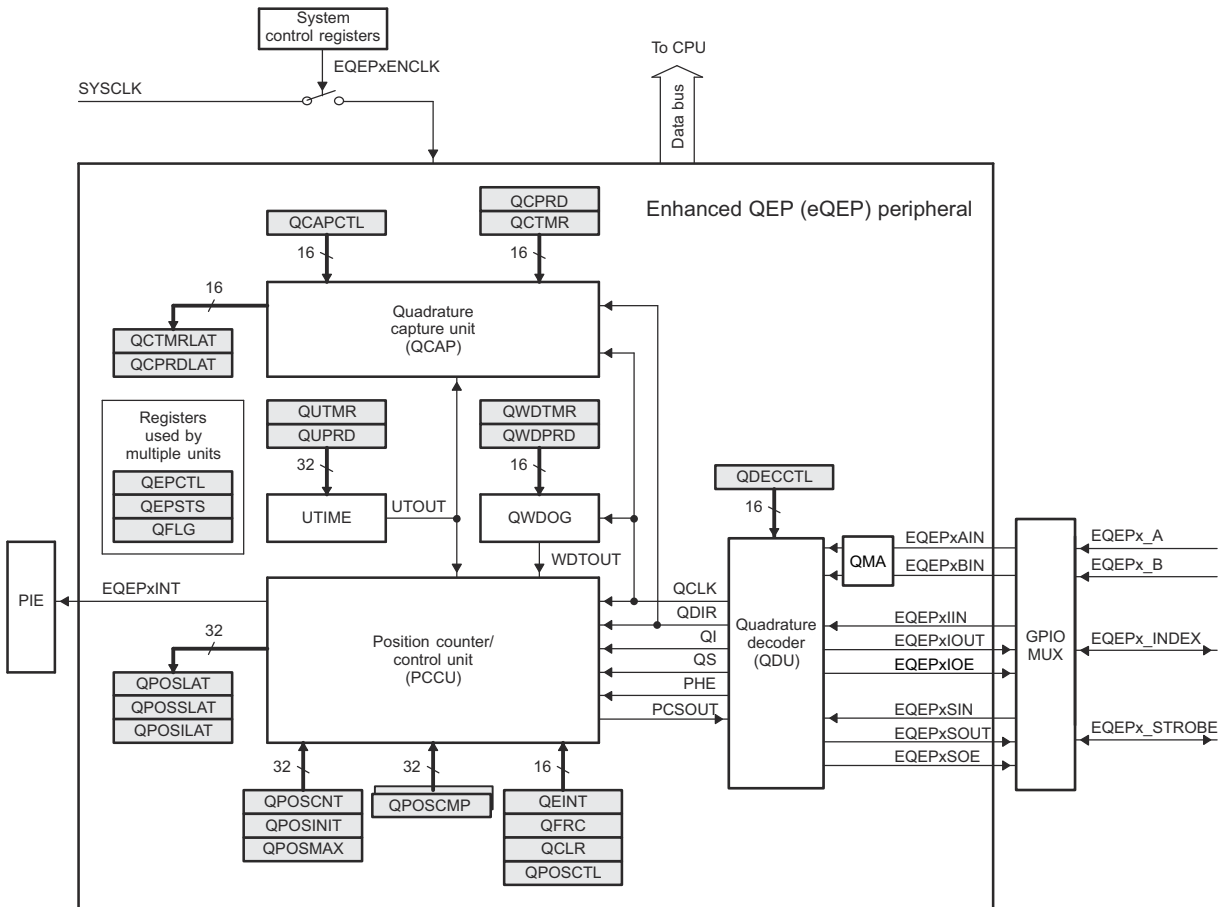 System
control registers
To CPU
EQEPxENCLK
SYSCLK
Data bus
Enhanced QEP (eQEP) peripheral
QCPRD
QCAPCTL
QCTMR
16
16
16
Quadrature
capture unit
(QCAP)
QCTMRLAT
QCPRDLAT
Registers
used by
multiple units
QEPCTL
QEPSTS
QFLG
QUTMR
QUPRD
32
UTIME
UTOUT
QWDTMR
QWDPRD
16
QWDOG
WDTOUT
QDECCTL
16
QMA
EQEPxAIN
EQEPxBIN
EQEPx_A
EQEPx_B
PIE
EQEPxINT
QCLK
QDIR
QI
QS
PHE
PCSOUT
Position counter/
control unit
(PCCU)
Quadrature
decoder
(QDU)
EQEPxIIN
EQEPxIOUT
EQEPxIOE
EQEPxSIN
EQEPxSOUT
EQEPxSOE
GPIO
MUX
EQEPx_INDEX
EQEPx_STROBE
32
QPOSLAT
QPOSSLAT
QPOSILAT
32
32
16
QPOSCNT
QPOSINIT
QPOSMAX
QPOSCMP
QEINT
QFRC
QCLR
QPOSCTL